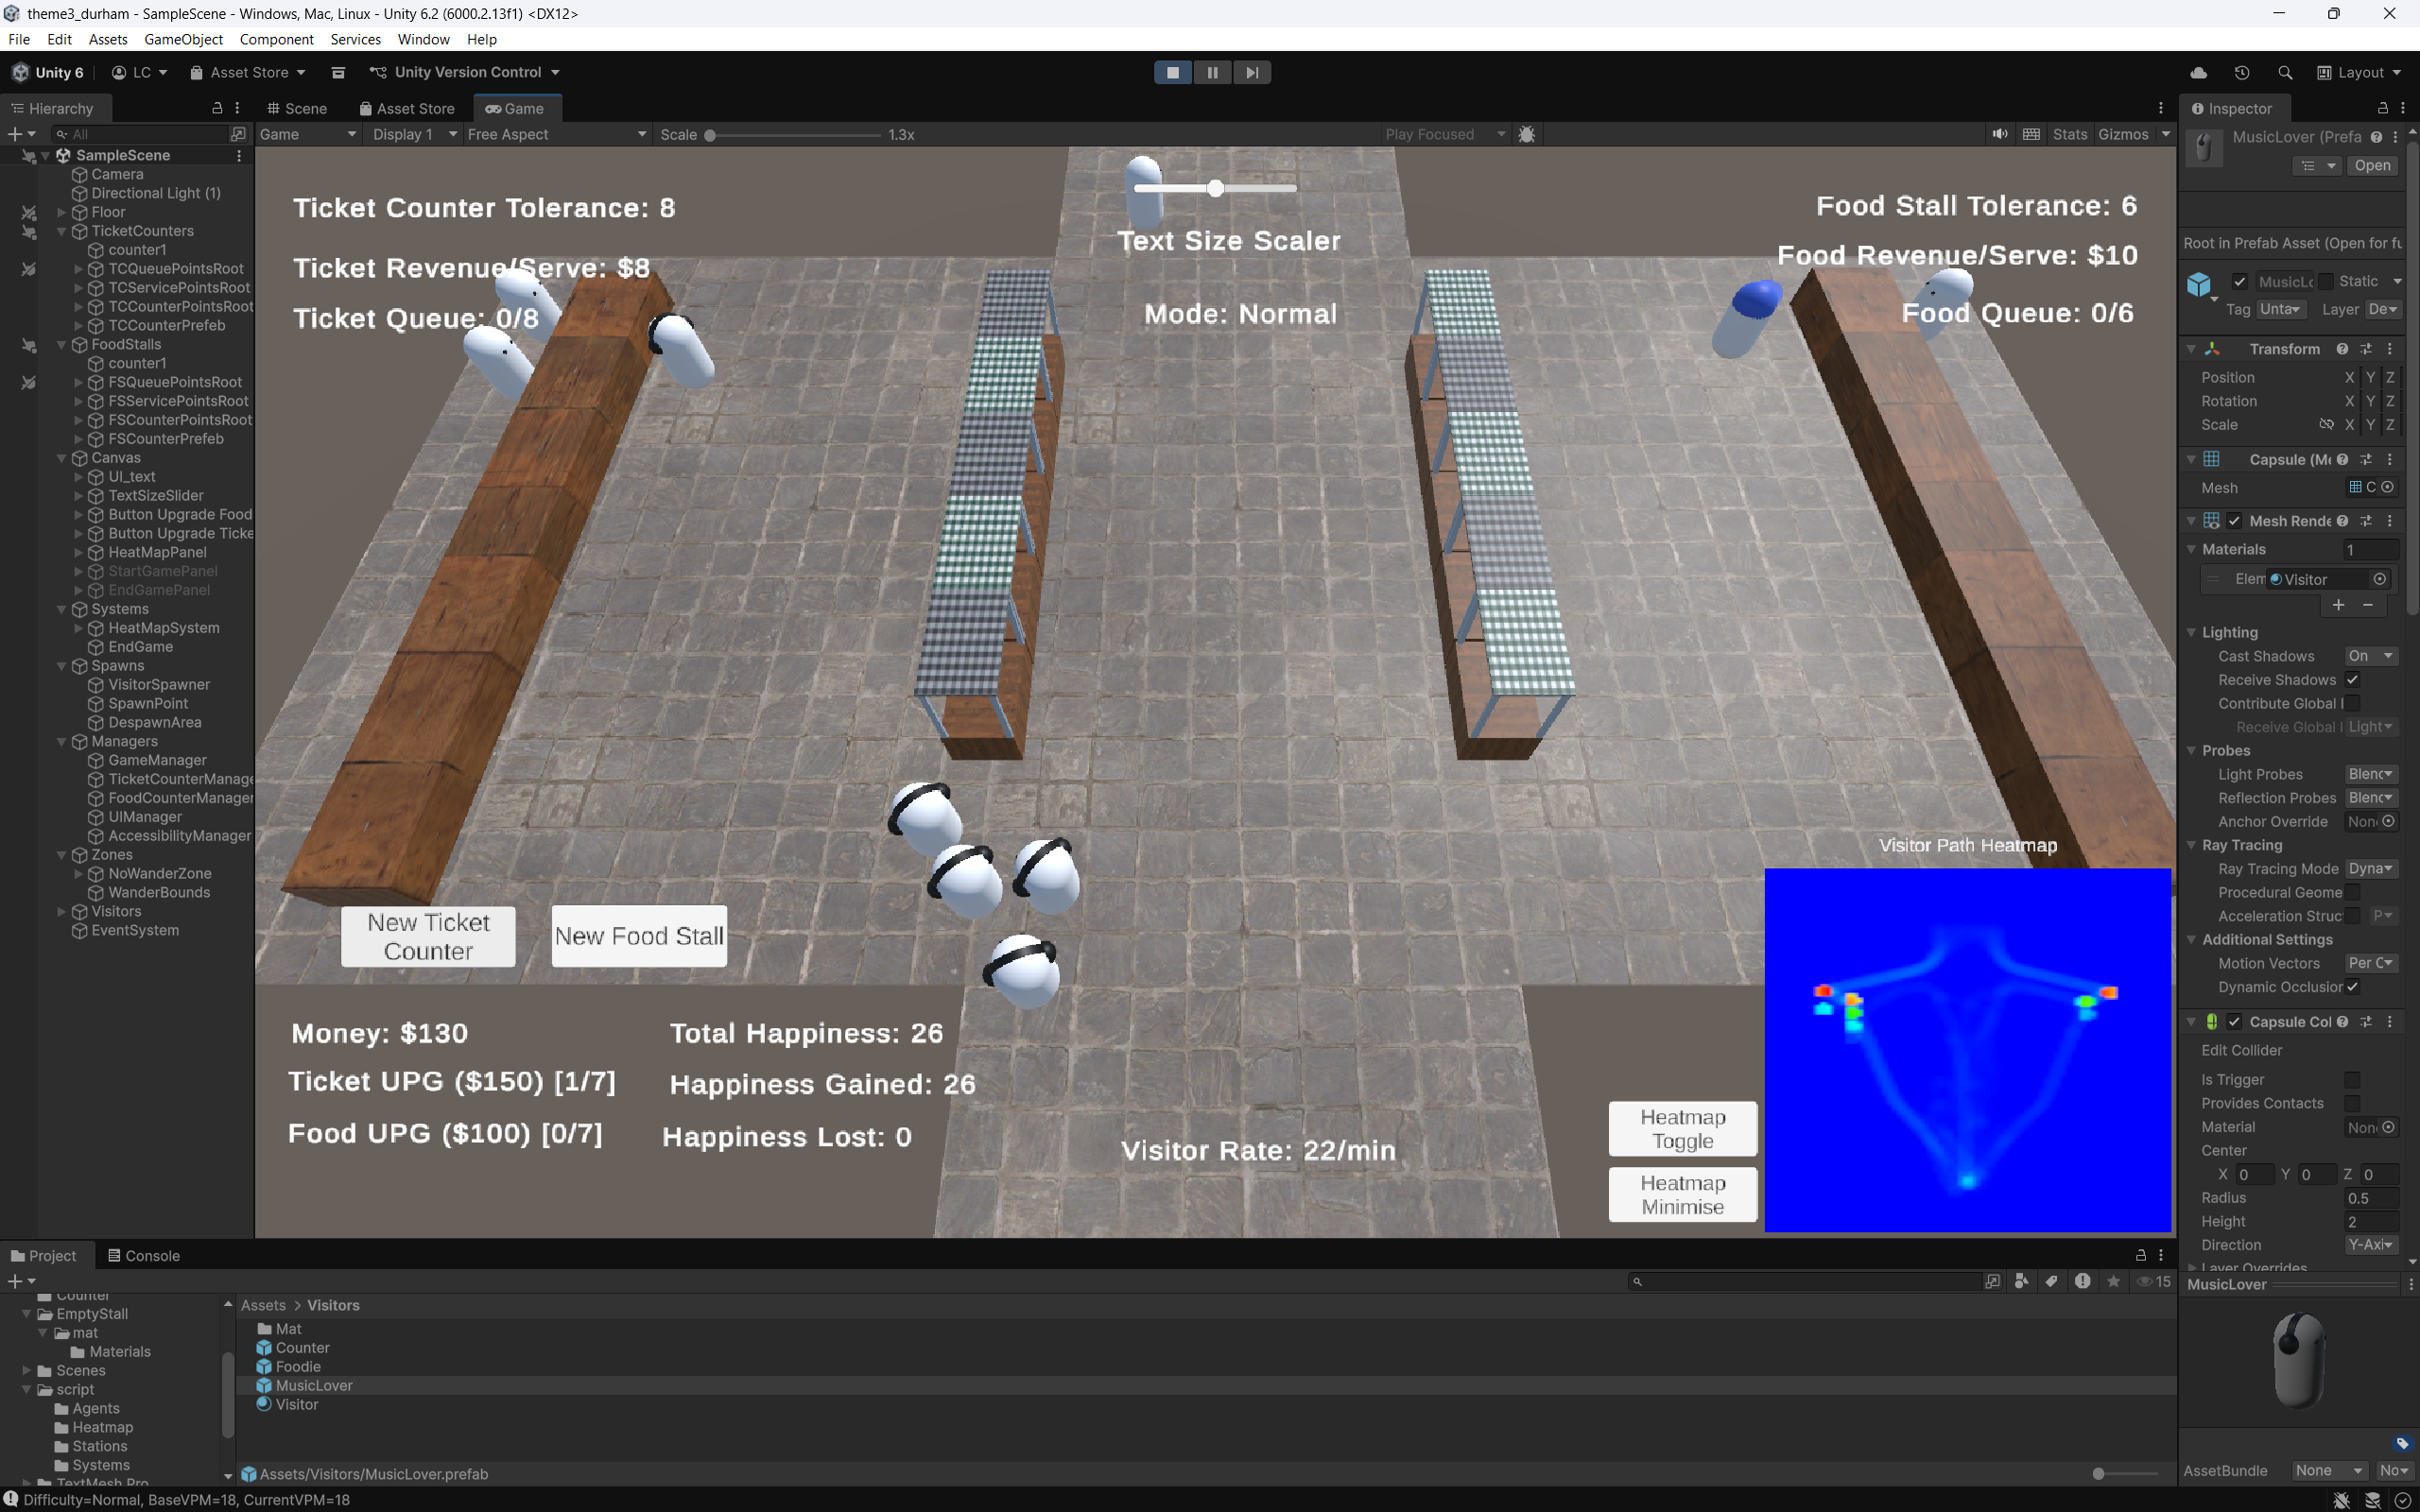 theme3_durham - SampleScene - Windows, Mac, Linux - Unity 6.2 (6000.2.13f1) <DX12>
File Edit Assets GameObject Component Services Window Help
Unity 6 LC Asset Store Unity Version Control Layout
Hierarchy
All
SampleScene
Camera
Directional Light (1)
Floor
TicketCounters
counter1
TCQueuePointsRoot
TCServicePointsRoot
TCCounterPointsRoot
TCCounterPrefeb
FoodStalls
counter1
FSQueuePointsRoot
FSServicePointsRoot
FSCounterPointsRoot
FSCounterPrefeb
Canvas
UI_text
TextSizeSlider
Button Upgrade Food
Button Upgrade Ticke
HeatMapPanel
StartGamePanel
EndGamePanel
Systems
HeatMapSystem
EndGame
Spawns
VisitorSpawner
SpawnPoint
DespawnArea
Managers
GameManager
TicketCounterManage
FoodCounterManager
UIManager
AccessibilityManager
Zones
NoWanderZone
WanderBounds
Visitors
EventSystem
Scene Asset Store Game
Game Display 1 Free Aspect Scale 1.3x Play Focused Stats Gizmos
Ticket Counter Tolerance: 8
Ticket Revenue/Serve: $8
Ticket Queue: 0/8
Text Size Scaler
Mode: Normal
Food Stall Tolerance: 6
Food Revenue/Serve: $10
Food Queue: 0/6
New Ticket
Counter
New Food Stall
Money: $130
Ticket UPG ($150) [1/7]
Food UPG ($100) [0/7]
Total Happiness: 26
Happiness Gained: 26
Happiness Lost: 0
Visitor Rate: 22/min
Visitor Path Heatmap
Heatmap
Toggle
Heatmap
Minimise
Inspector
MusicLover (Prefa
Open
Root in Prefab Asset (Open for fu
MusicLo Static
Tag Unta Layer De
Transform
Position X Y Z
Rotation X Y Z
Scale X Y Z
Capsule (Me
Mesh C
Mesh Rende
Materials 1
Elem Visitor
Lighting
Cast Shadows On
Receive Shadows
Contribute Global I
Receive Global I Light
Probes
Light Probes Blend
Reflection Probes Blend
Anchor Override None
Ray Tracing
Ray Tracing Mode Dyna
Procedural Geome
Acceleration Struc P
Additional Settings
Motion Vectors Per O
Dynamic Occlusion
Capsule Col
Edit Collider
Is Trigger
Provides Contacts
Material None
Center
X 0 Y 0 Z 0
Radius 0.5
Height 2
Direction Y-Axi
Layer Overrides
MusicLover
AssetBundle None No
Project Console
15
Counter
EmptyStall
mat
Materials
Scenes
script
Agents
Heatmap
Stations
Systems
TextMesh Pro
Assets > Visitors
Mat
Counter
Foodie
MusicLover
Visitor
Assets/Visitors/MusicLover.prefab
Difficulty=Normal, BaseVPM=18, CurrentVPM=18